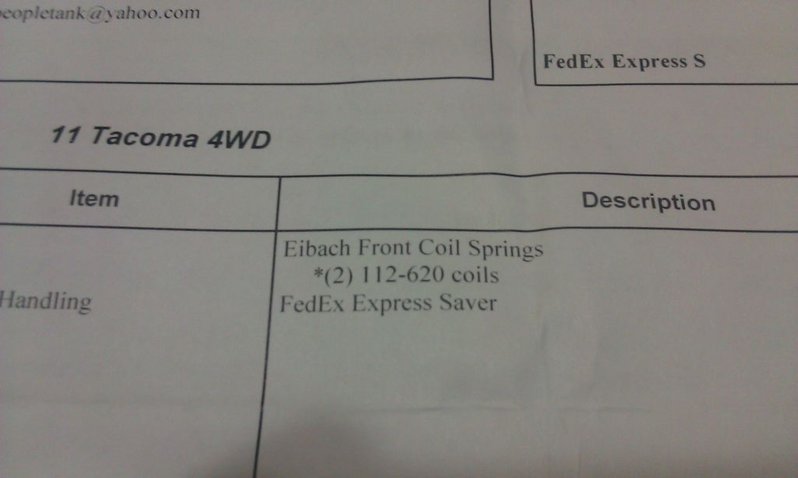 peopletank@yahoo.com
FedEx Express S
11 Tacoma 4WD
Item
Description
Eibach Front Coil Springs
*(2) 112-620 coils
Handling
FedEx Express Saver